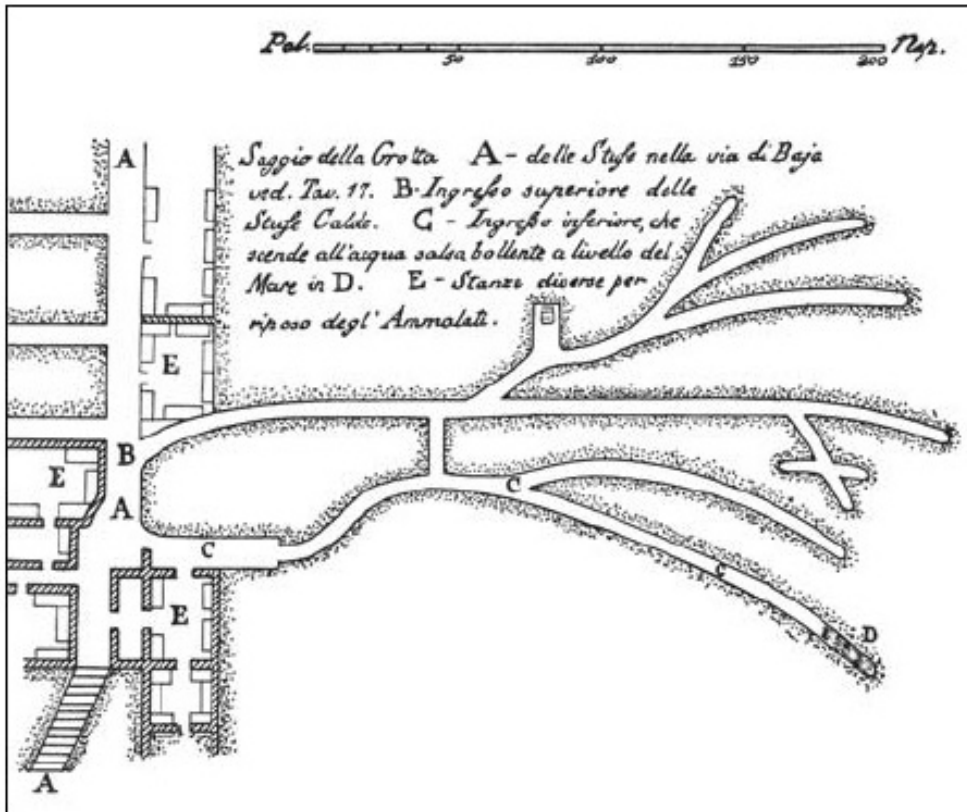 Pal. Nap.
50 100 150 200
Saggio della Grotta A - delle Stufe nella via di Baja
ved. Tav. 17. B - Ingresso superiore delle
Stufe Calde. C - Ingresso inferiore, che
scende all'acqua salsa bollente a livello del
Mare in D. E - Stanze diverse per
riposo degl' Ammalati.
A
E
B
E
A
C
C
C
E
D
A